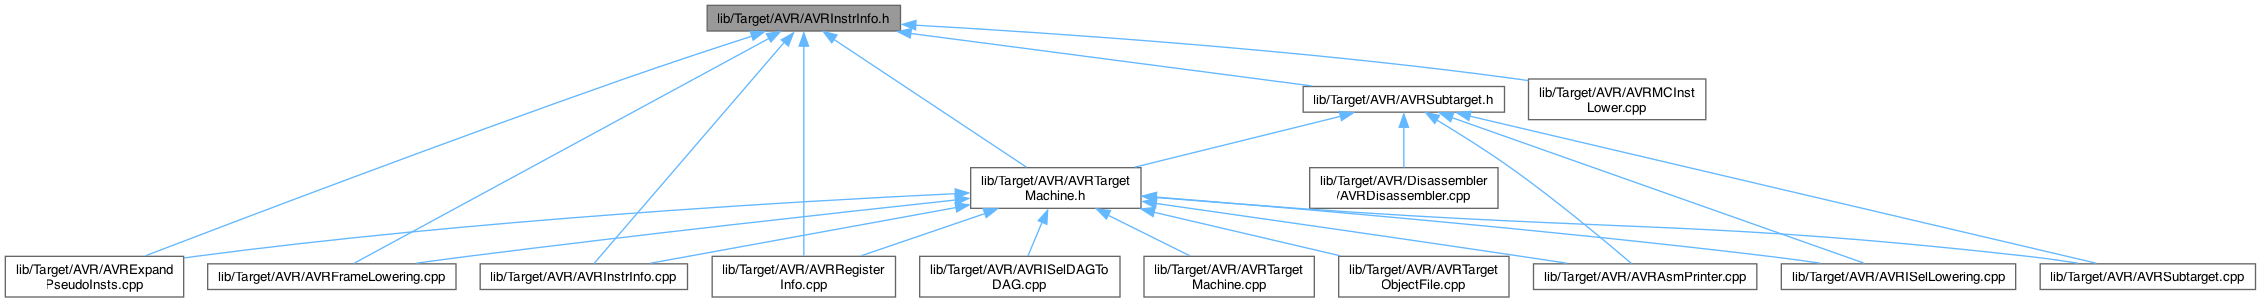 lib/Target/AVR/AVRInstrInfo.h
lib/Target/AVR/AVRMCInst
Lower.cpp
lib/Target/AVR/AVRSubtarget.h
lib/Target/AVR/AVRTarget
Machine.h
lib/Target/AVR/Disassembler
/AVRDisassembler.cpp
lib/Target/AVR/AVRExpand
PseudoInsts.cpp
lib/Target/AVR/AVRFrameLowering.cpp
lib/Target/AVR/AVRInstrInfo.cpp
lib/Target/AVR/AVRRegister
Info.cpp
lib/Target/AVR/AVRISelDAGTo
DAG.cpp
lib/Target/AVR/AVRTarget
Machine.cpp
lib/Target/AVR/AVRTarget
ObjectFile.cpp
lib/Target/AVR/AVRAsmPrinter.cpp
lib/Target/AVR/AVRISelLowering.cpp
lib/Target/AVR/AVRSubtarget.cpp